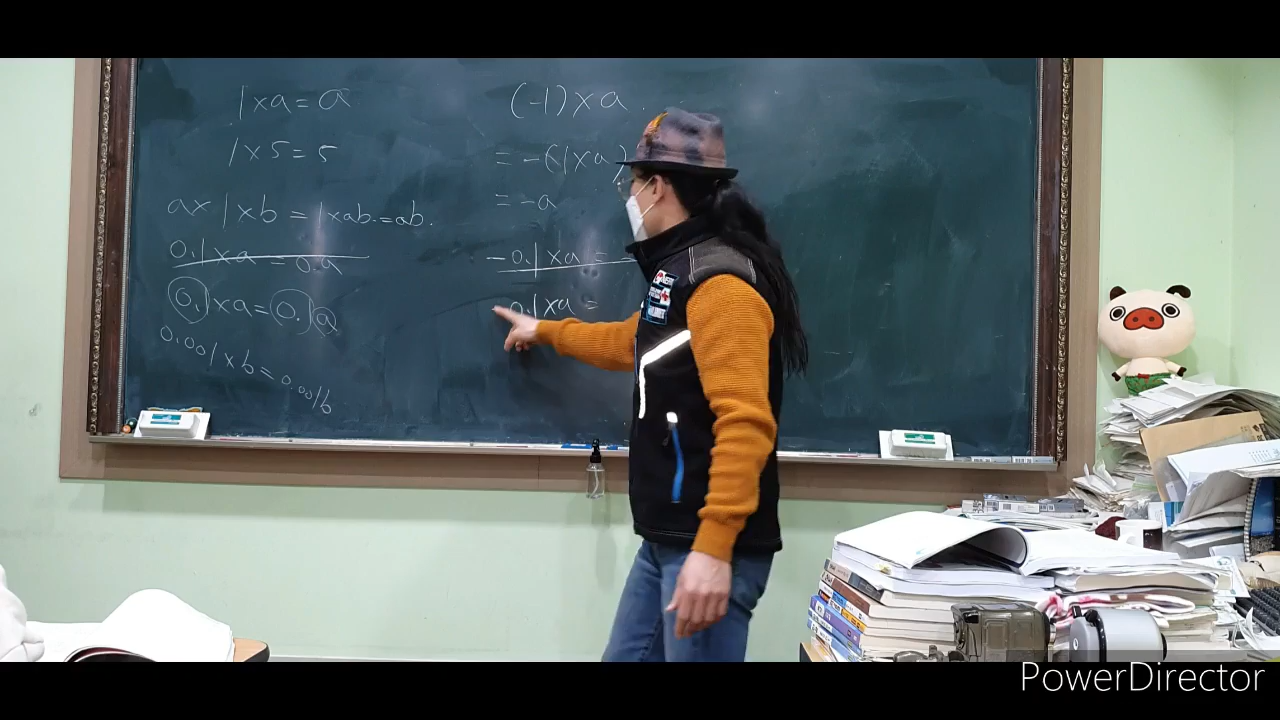 1×a=a
1×5=5
a×1×b=1×ab=ab.
0.1×a=0.a
0.1×a=0.1a
0.001×b=0.001b
(-1)×a
=-(1×a)
=-a
-0.1×a=-
-0.1×a=
PowerDirector